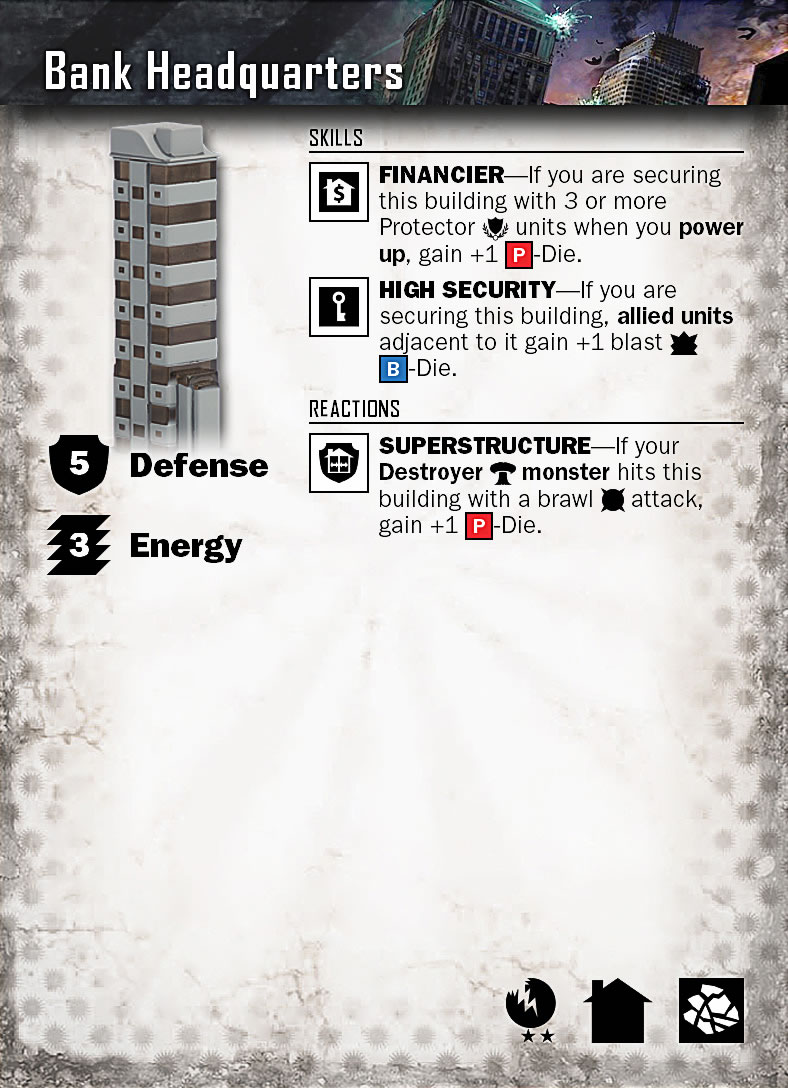 Bank Headquarters
SKILLS
FINANCIER—If you are securing
this building with 3 or more
Protector units when you power
up, gain +1 P-Die.
HIGH SECURITY—If you are
securing this building, allied units
adjacent to it gain +1 blast
B-Die.
REACTIONS
SUPERSTRUCTURE—If your
Destroyer monster hits this
building with a brawl attack,
gain +1 P-Die.
5 Defense
3 Energy